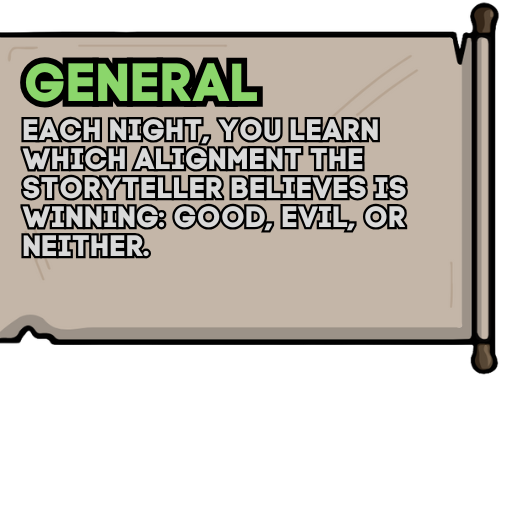 GENERAL
EACH NIGHT, YOU LEARN
WHICH ALIGNMENT THE
STORYTELLER BELIEVES IS
WINNING: GOOD, EVIL, OR
NEITHER.